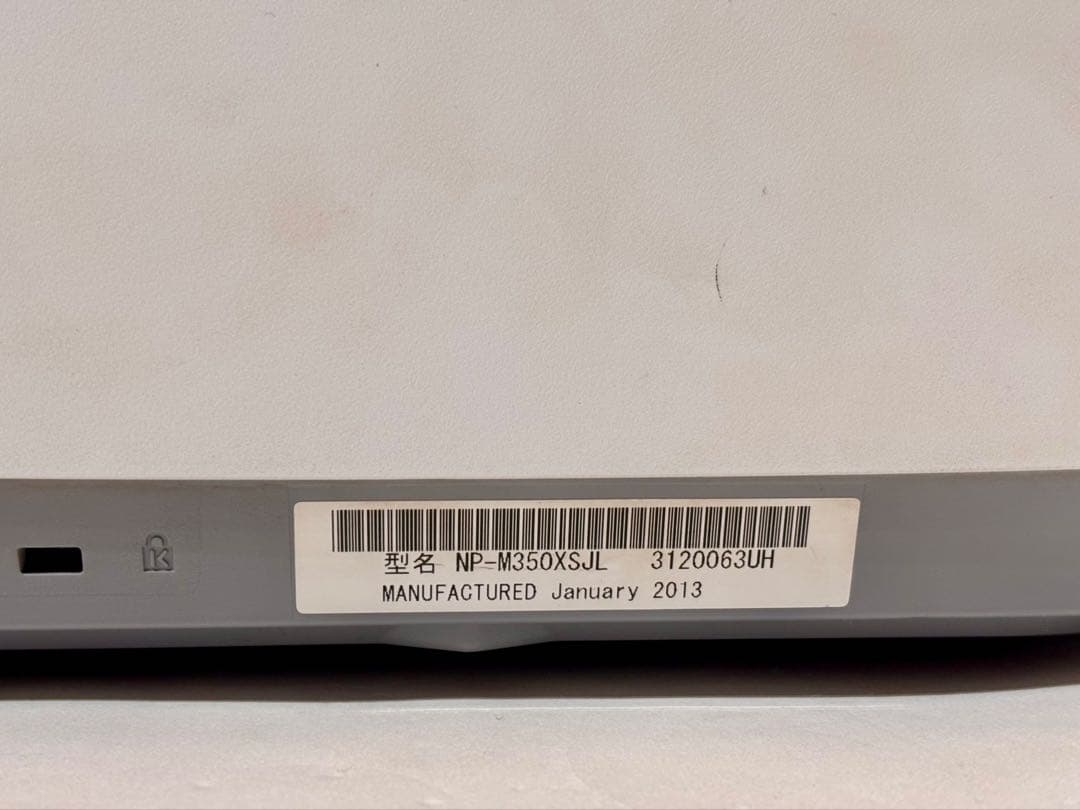 型名 NP-M350XSJL 3120063UH
MANUFACTURED January 2013